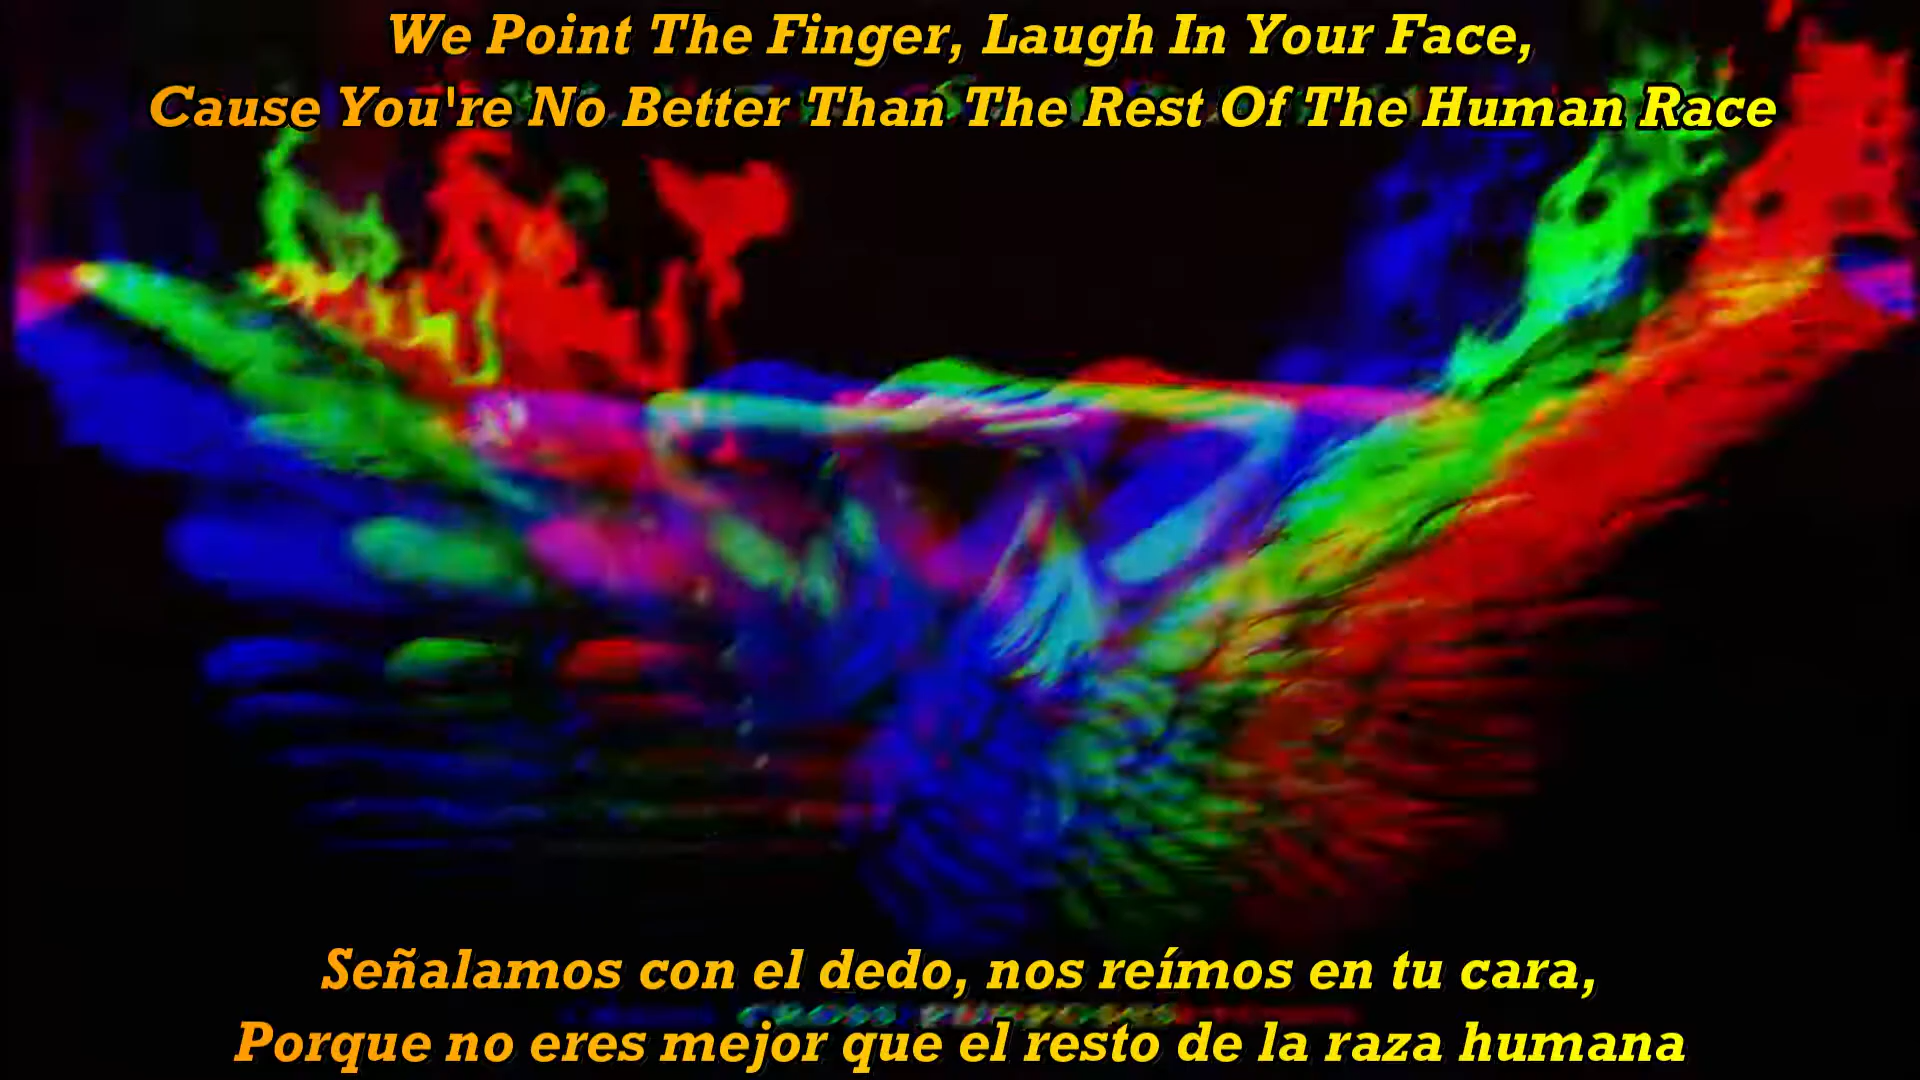 We Point The Finger, Laugh In Your Face,
Cause You're No Better Than The Rest Of The Human Race
Señalamos con el dedo, nos reímos en tu cara,
CROSS PURPOSES
Porque no eres mejor que el resto de la raza humana